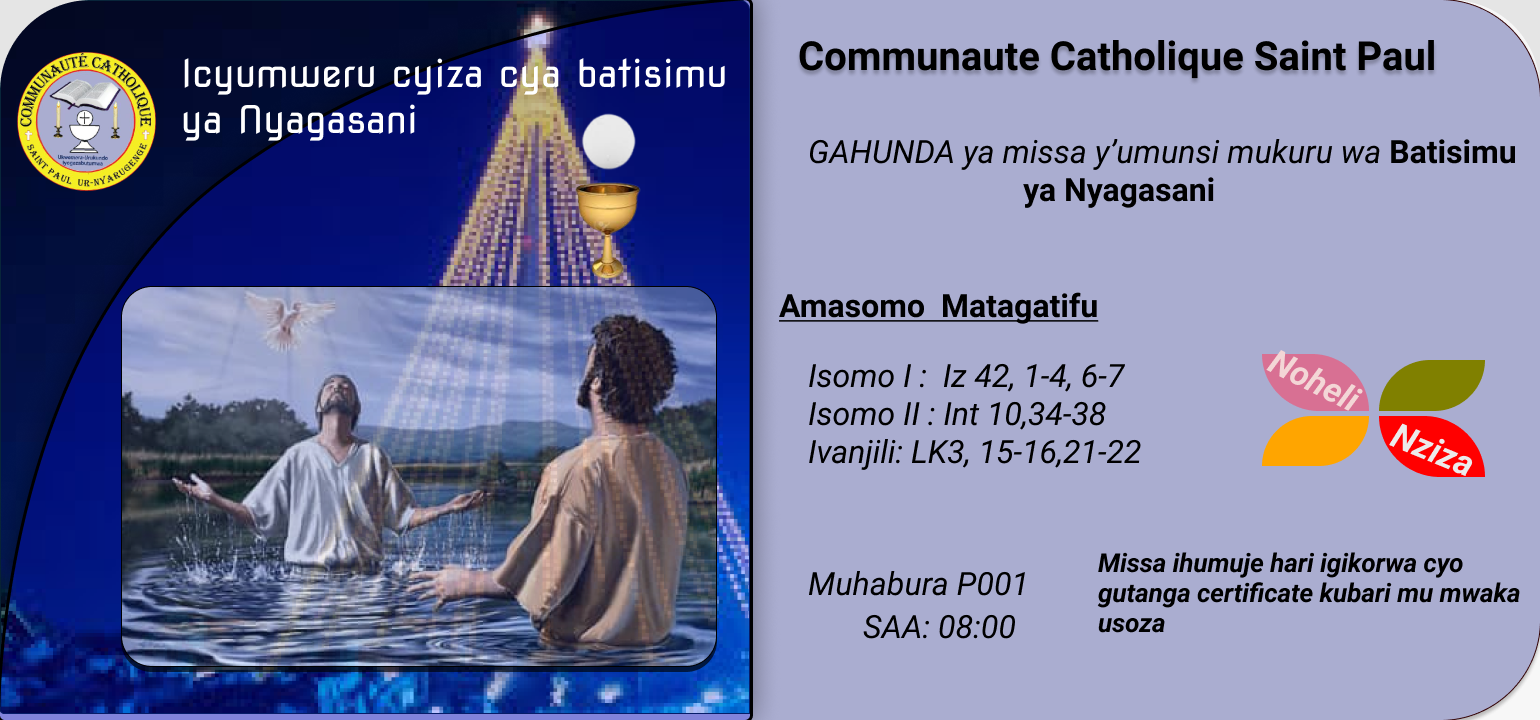 COMMUNAUTÉ CATHOLIQUE
SAINT PAUL UR-NYARUGENGE
Icyumweru cyiza cya batisimu
ya Nyagasani
Communaute Catholique Saint Paul
GAHUNDA ya missa y’umunsi mukuru wa Batisimu
ya Nyagasani
Amasomo Matagatifu
Isomo I : Iz 42, 1-4, 6-7
Isomo II : Int 10,34-38
Ivanjili: LK3, 15-16,21-22
Noheli
Nziza
Muhabura P001
SAA: 08:00
Missa ihumuje hari igikorwa cyo
gutanga certificate kubari mu mwaka
usoza